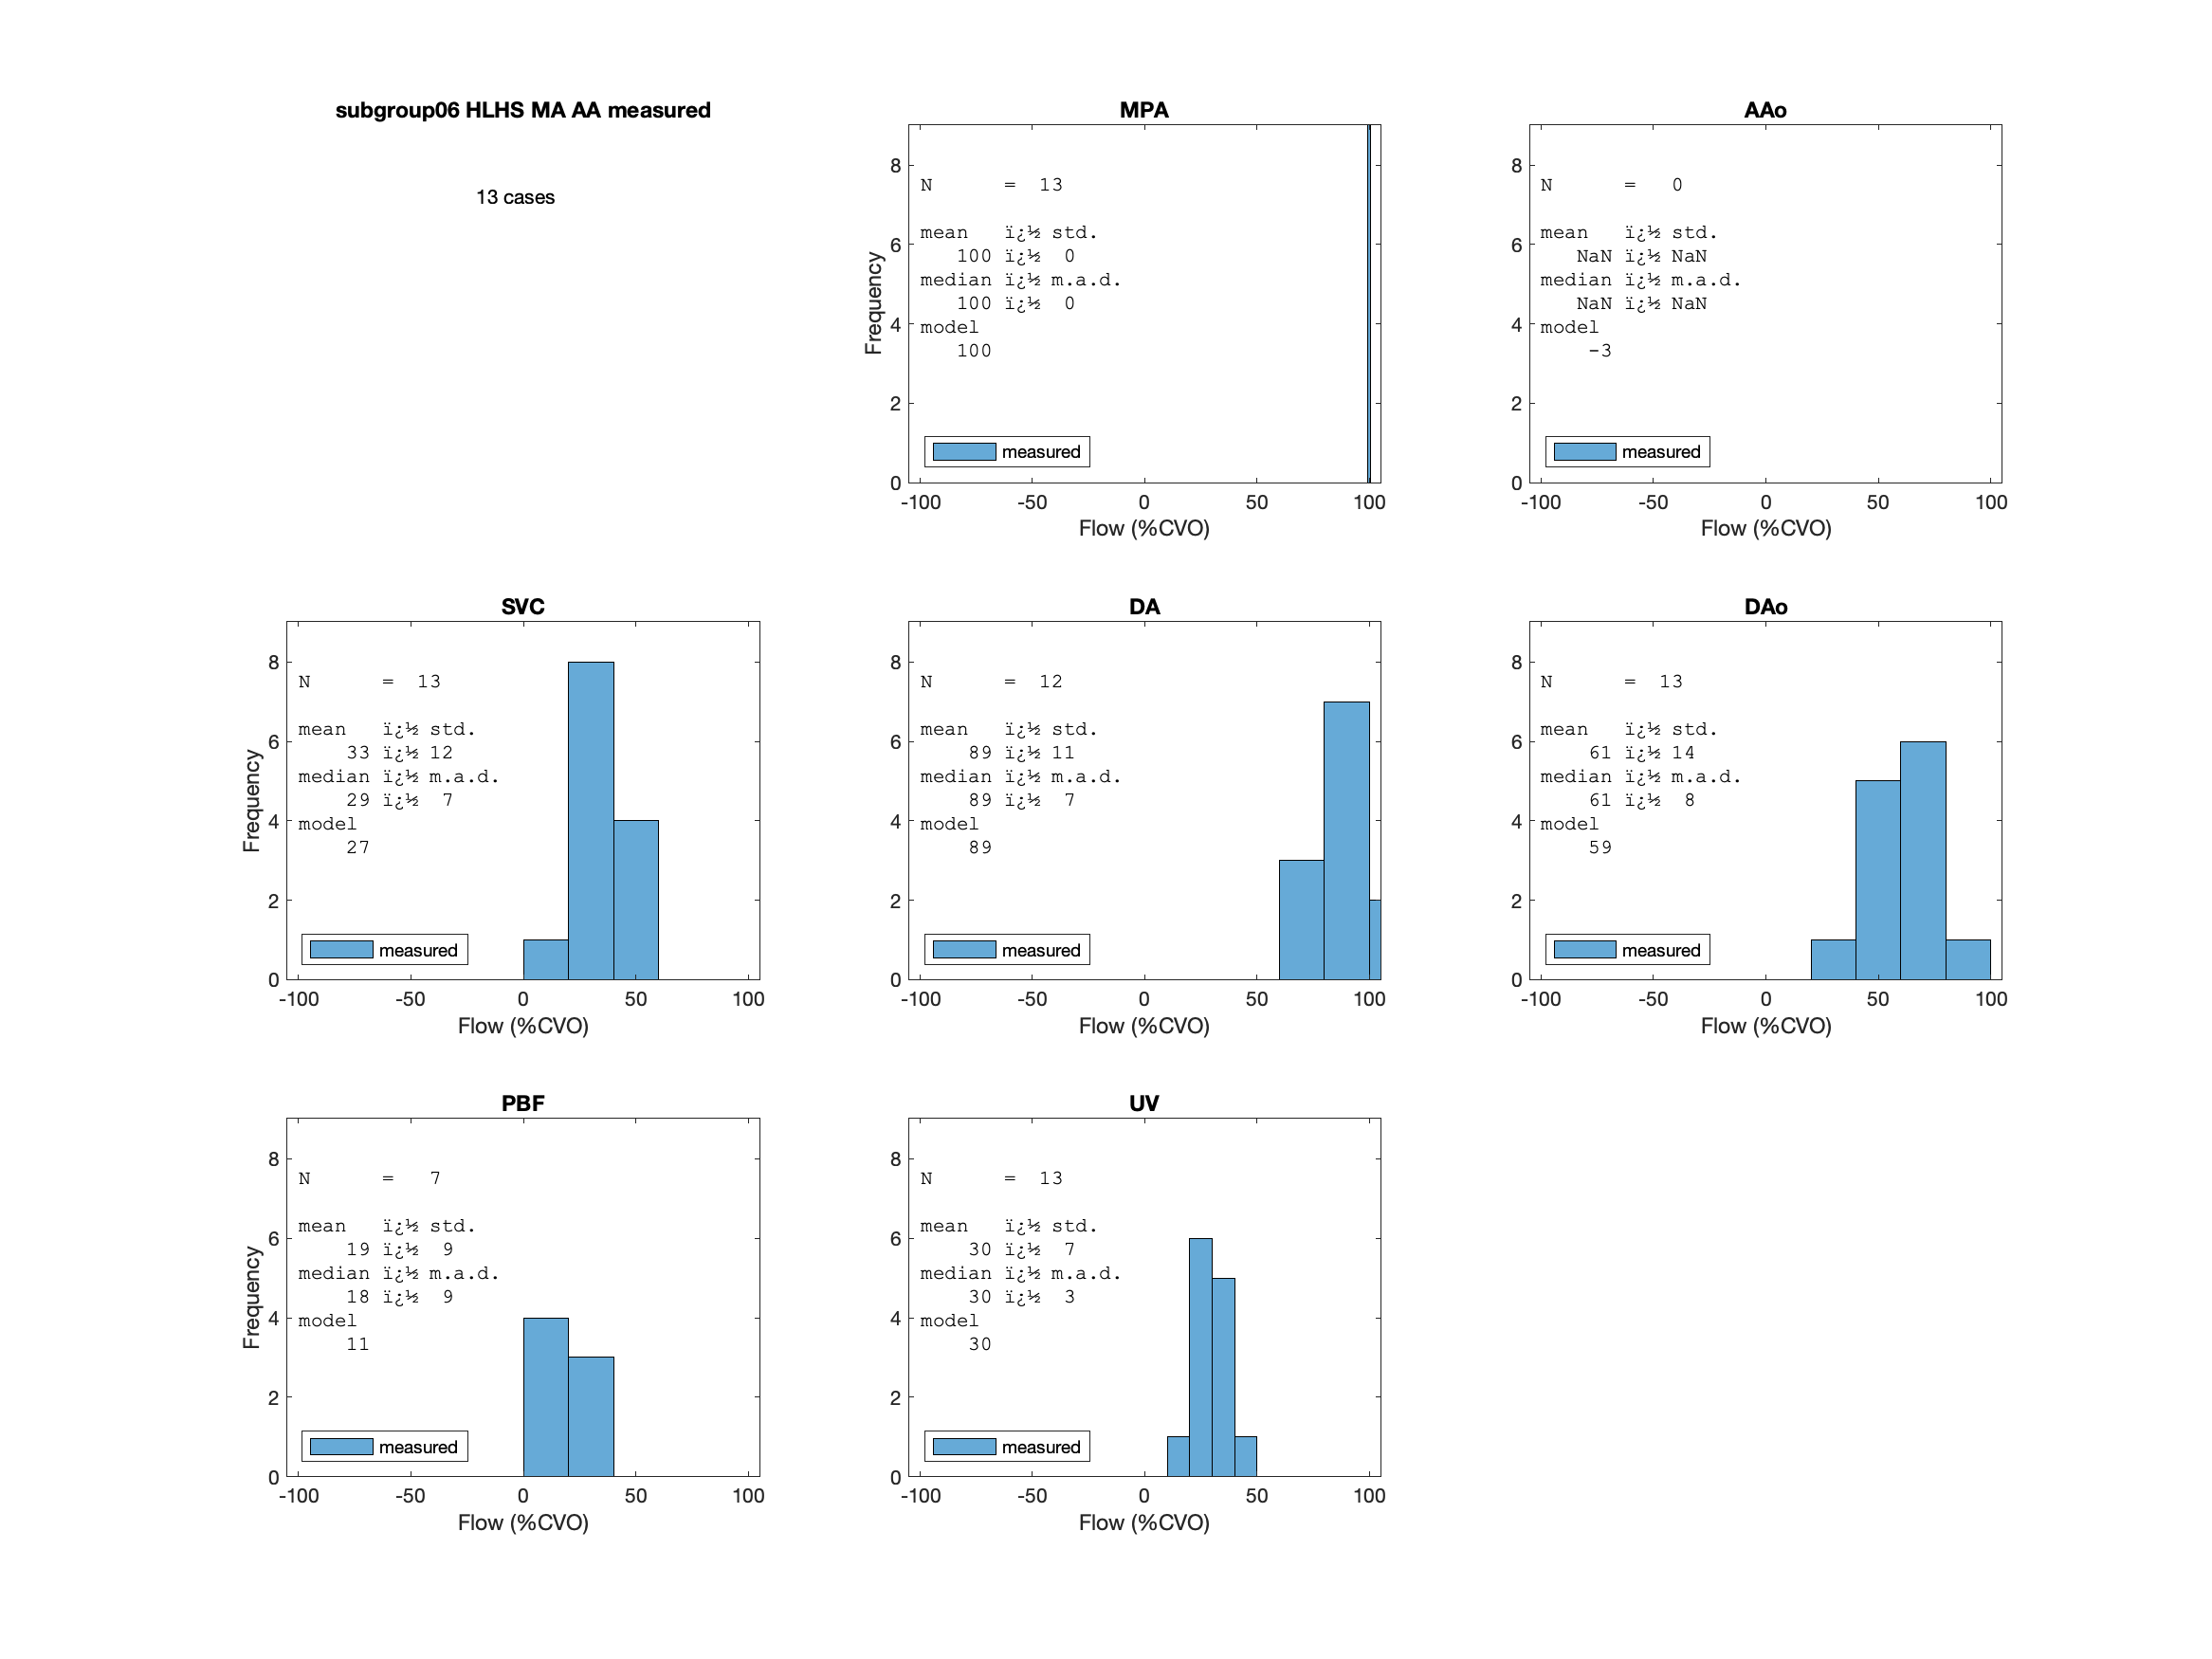 subgroup06 HLHS MA AA measured
13 cases
MPA
Frequency
8
6
4
2
0
N = 13
mean ï¿½ std.
100 ï¿½ 0
median ï¿½ m.a.d.
100 ï¿½ 0
model
100
measured
-100 -50 0 50 100
Flow (%CVO)
AAo
8
6
4
2
0
N = 0
mean ï¿½ std.
NaN ï¿½ NaN
median ï¿½ m.a.d.
NaN ï¿½ NaN
model
-3
measured
-100 -50 0 50 100
Flow (%CVO)
SVC
Frequency
8
6
4
2
0
N = 13
mean ï¿½ std.
33 ï¿½ 12
median ï¿½ m.a.d.
29 ï¿½ 7
model
27
measured
-100 -50 0 50 100
Flow (%CVO)
DA
8
6
4
2
0
N = 12
mean ï¿½ std.
89 ï¿½ 11
median ï¿½ m.a.d.
89 ï¿½ 7
model
89
measured
-100 -50 0 50 100
Flow (%CVO)
DAo
8
6
4
2
0
N = 13
mean ï¿½ std.
61 ï¿½ 14
median ï¿½ m.a.d.
61 ï¿½ 8
model
59
measured
-100 -50 0 50 100
Flow (%CVO)
PBF
Frequency
8
6
4
2
0
N = 7
mean ï¿½ std.
19 ï¿½ 9
median ï¿½ m.a.d.
18 ï¿½ 9
model
11
measured
-100 -50 0 50 100
Flow (%CVO)
UV
8
6
4
2
0
N = 13
mean ï¿½ std.
30 ï¿½ 7
median ï¿½ m.a.d.
30 ï¿½ 3
model
30
measured
-100 -50 0 50 100
Flow (%CVO)